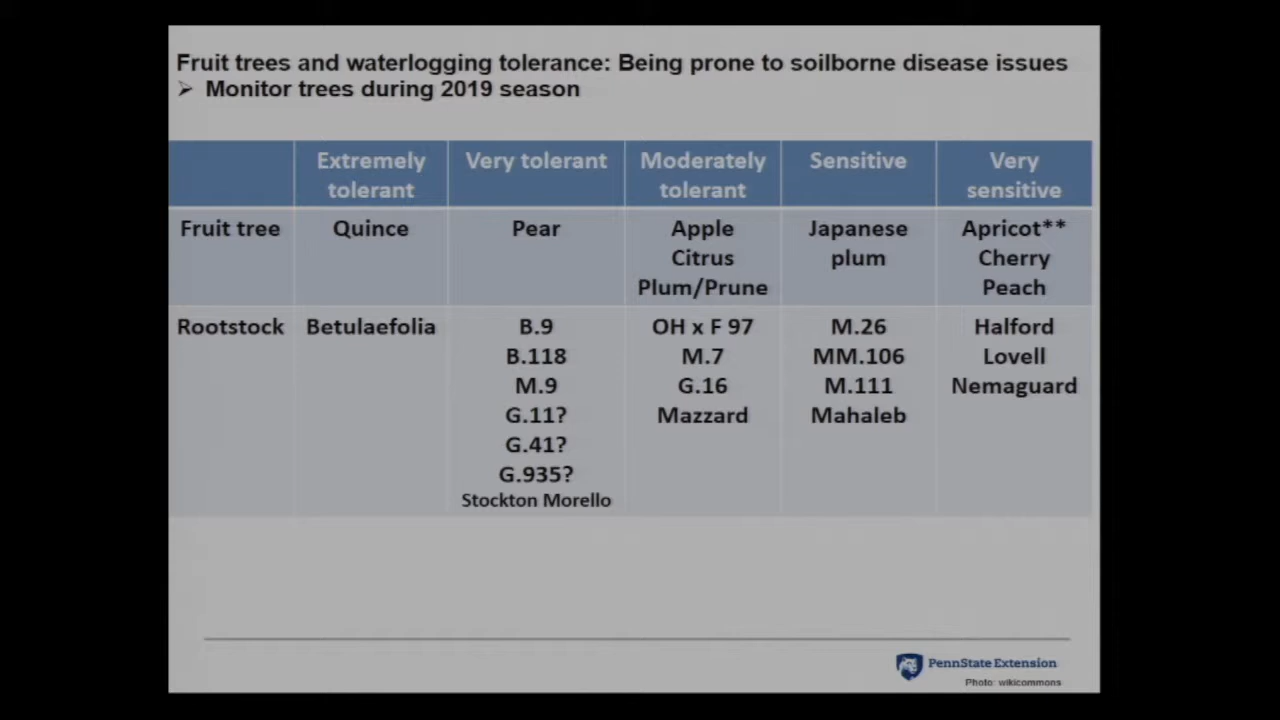 Fruit trees and waterlogging tolerance: Being prone to soilborne disease issues
➢ Monitor trees during 2019 season
Extremely tolerant
Very tolerant
Moderately tolerant
Sensitive
Very sensitive
Fruit tree
Quince
Pear
Apple
Citrus
Plum/Prune
Japanese plum
Apricot**
Cherry
Peach
Rootstock
Betulaefolia
B.9
B.118
M.9
G.11?
G.41?
G.935?
Stockton Morello
OH x F 97
M.7
G.16
Mazzard
M.26
MM.106
M.111
Mahaleb
Halford
Lovell
Nemaguard
PennState Extension
Photo: wikicommons